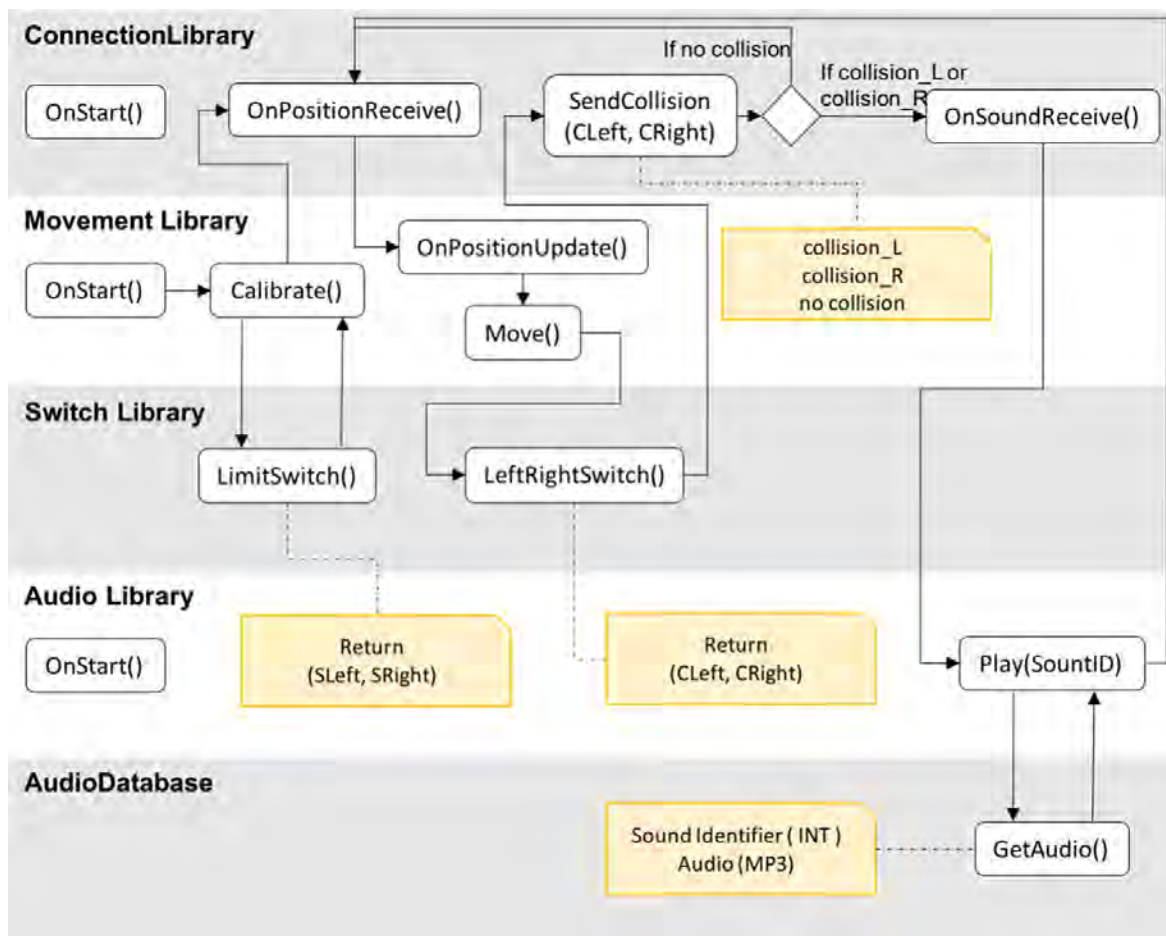 ConnectionLibrary
OnStart()
OnPositionReceive()
If no collision
SendCollision
(CLeft, CRight)
If collision_L or
collision_R
OnSoundReceive()
Movement Library
OnStart()
Calibrate()
OnPositionUpdate()
Move()
collision_L
collision_R
no collision
Switch Library
LimitSwitch()
LeftRightSwitch()
Audio Library
OnStart()
Return
(SLeft, SRight)
Return
(CLeft, CRight)
Play(SountID)
AudioDatabase
Sound Identifier ( INT )
Audio (MP3)
GetAudio()